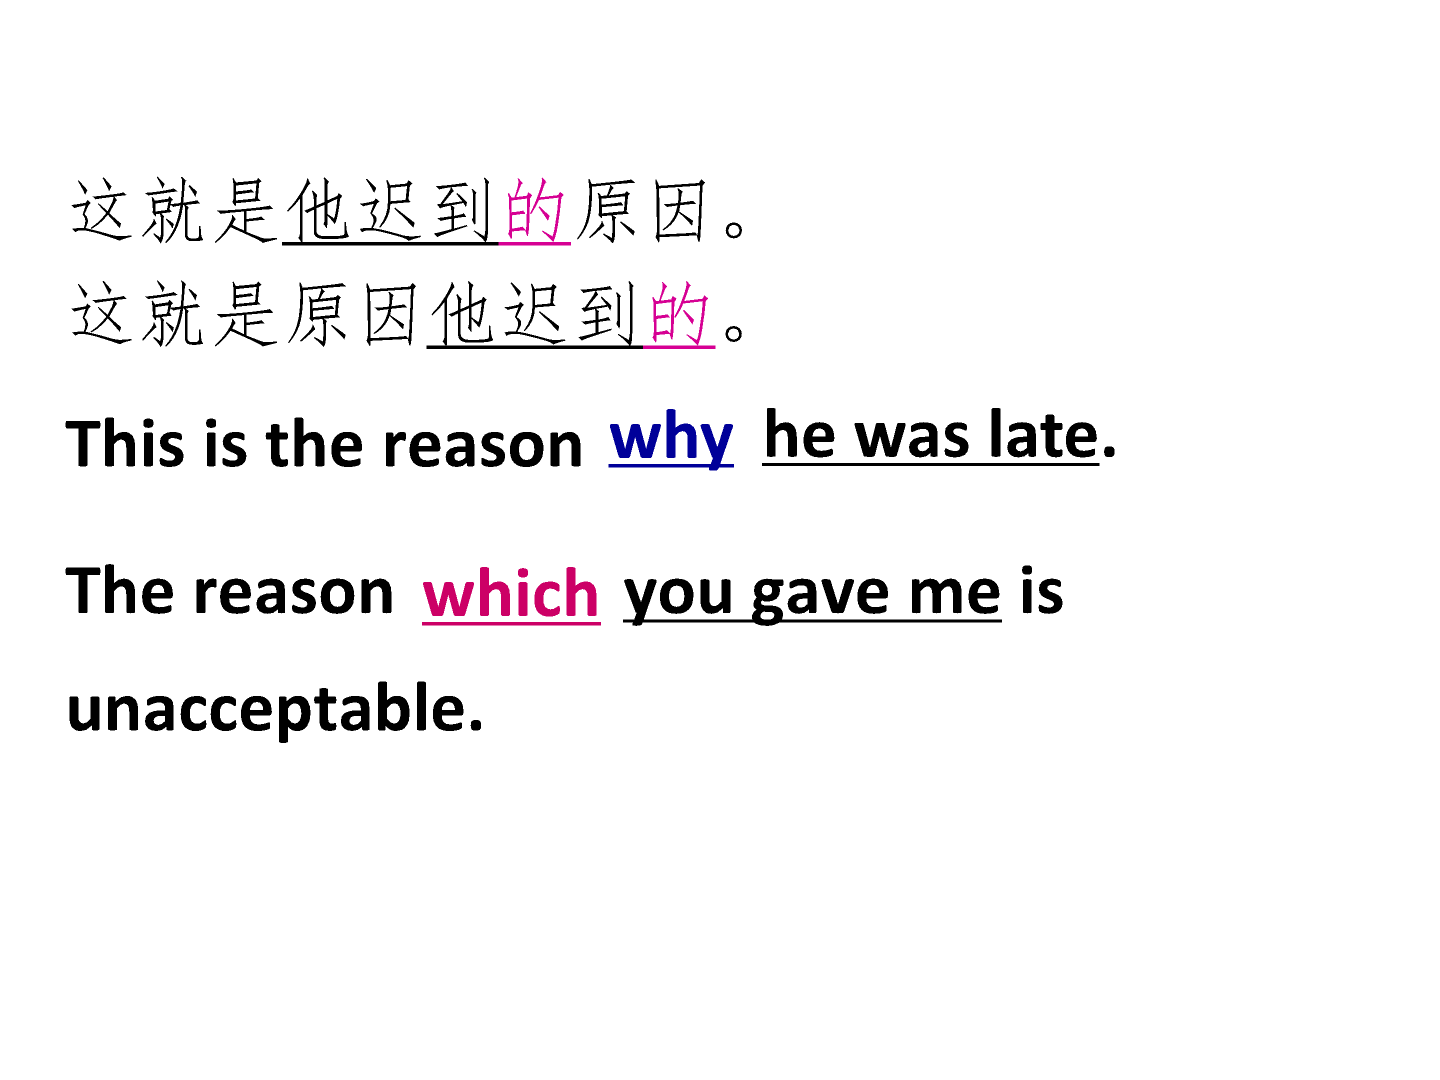 这就是他迟到的原因。
这就是原因他迟到的。
This is the reason why he was late.
The reason which you gave me is
unacceptable.